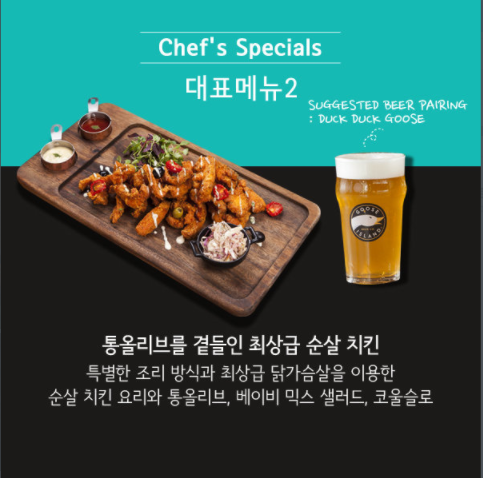 Chef's Specials
대표메뉴2
SUGGESTED BEER PAIRING
: DUCK DUCK GOOSE
GOOSE
ISLAND
통올리브를 곁들인 최상급 순살 치킨
특별한 조리 방식과 최상급 닭가슴살을 이용한
순살 치킨 요리와 통올리브, 베이비 믹스 샐러드, 코울슬로